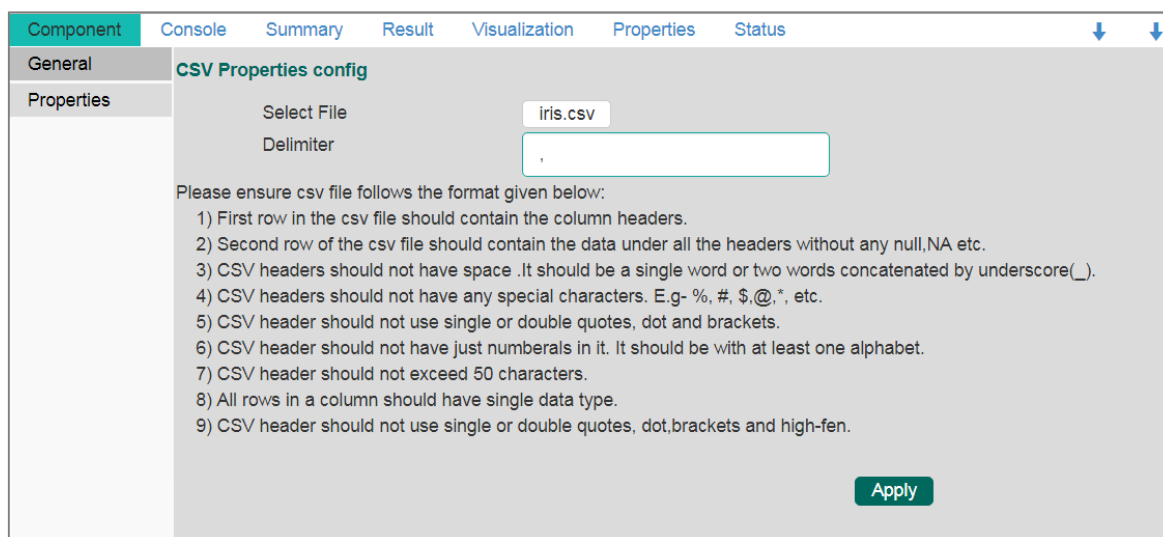 Component Console Summary Result Visualization Properties Status
General
Properties
CSV Properties config
Select File iris.csv
Delimiter ,
Please ensure csv file follows the format given below:
1) First row in the csv file should contain the column headers.
2) Second row of the csv file should contain the data under all the headers without any null,NA etc.
3) CSV headers should not have space .It should be a single word or two words concatenated by underscore(_).
4) CSV headers should not have any special characters. E.g- %, #, $,@,*, etc.
5) CSV header should not use single or double quotes, dot and brackets.
6) CSV header should not have just numberals in it. It should be with at least one alphabet.
7) CSV header should not exceed 50 characters.
8) All rows in a column should have single data type.
9) CSV header should not use single or double quotes, dot,brackets and high-fen.
Apply